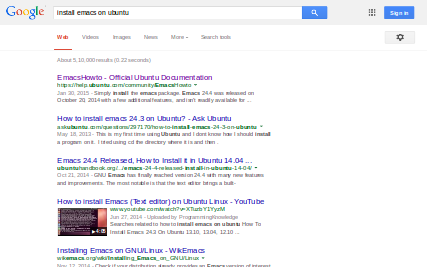 Google
install emacs on ubuntu
Sign in
Web Videos Images News More Search tools
About 5,10,000 results (0.22 seconds)
EmacsHowto - Official Ubuntu Documentation
https://help.ubuntu.com/community/EmacsHowto
Jan 30, 2015 - Simply install the emacs package. Emacs 24.4 was released on
October 20, 2014 with a few additional features, and isn't readily available for ...
How to install emacs 24.3 on Ubuntu? - Ask Ubuntu
askubuntu.com/questions/297170/how-to-install-emacs-24-3-on-ubuntu
May 18, 2013 - This is my first time using Ubuntu and I dont know how I should install
a program on it. I tried using cd the directory where it is and then .
Emacs 24.4 Released, How to Install it in Ubuntu 14.04 ...
ubuntuhandbook.org/.../emacs-24-4-released-install-in-ubuntu-14-04/
Oct 21, 2014 - GNU Emacs has finally reached version 24.4 with many new features
and improvements. The most notable is that the text editor brings a built-
How to install Emacs (Text editor) on Ubuntu Linux - YouTube
www.youtube.com/watch?v=XTuzbY1YyzM
Jun 27, 2014 - Uploaded by Programmingknowledge
Searches related to how to install emacs on ubuntu How To
Install Emacs 24.3 On Ubuntu 13.10, 13.04, 12.10 ...
Installing Emacs on GNU/Linux - WikEmacs
wikemacs.org/wiki/Installing_Emacs_on_GNU/Linux
Nov 12, 2014 - Check if your distribution already provides an Emacs version of interest